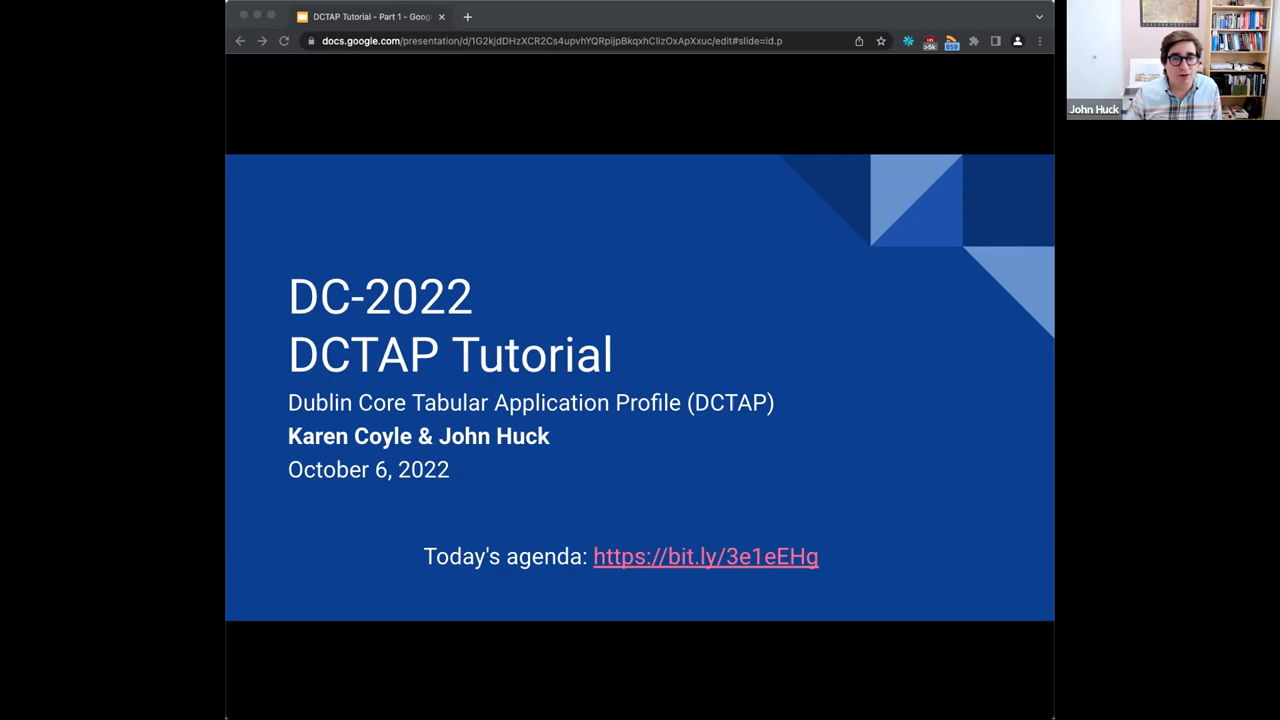 DCTAP Tutorial - Part 1 - Goog
docs.google.com/presentation/d/1G2kjdDHzXCR2Cs4upvhYQRpijpBkqxhClizOxApXxuc/edit#slide=id.p
>5k
659
John Huck
DC-2022
DCTAP Tutorial
Dublin Core Tabular Application Profile (DCTAP)
Karen Coyle & John Huck
October 6, 2022
Today's agenda: https://bit.ly/3e1eEHg